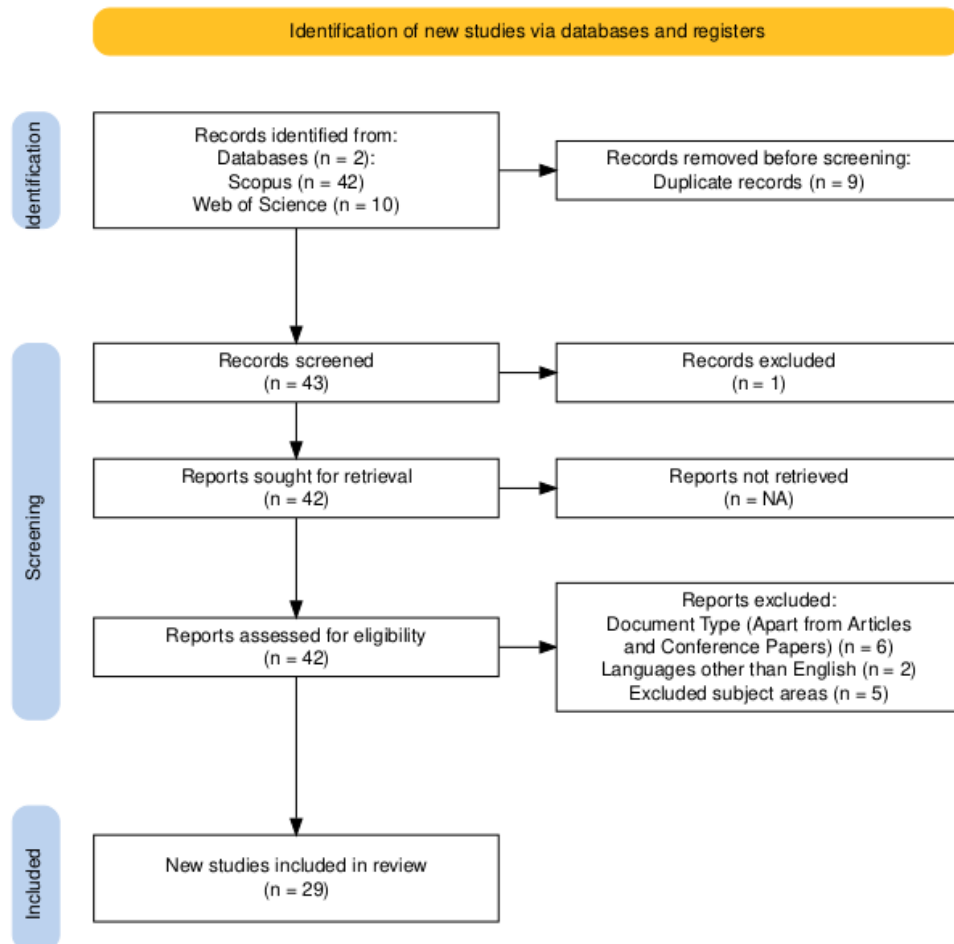 Identification of new studies via databases and registers
Identification
Records identified from:
Databases (n = 2):
Scopus (n = 42)
Web of Science (n = 10)
Records removed before screening:
Duplicate records (n = 9)
Screening
Records screened
(n = 43)
Records excluded
(n = 1)
Reports sought for retrieval
(n = 42)
Reports not retrieved
(n = NA)
Reports assessed for eligibility
(n = 42)
Reports excluded:
Document Type (Apart from Articles
and Conference Papers) (n = 6)
Languages other than English (n = 2)
Excluded subject areas (n = 5)
Included
New studies included in review
(n = 29)